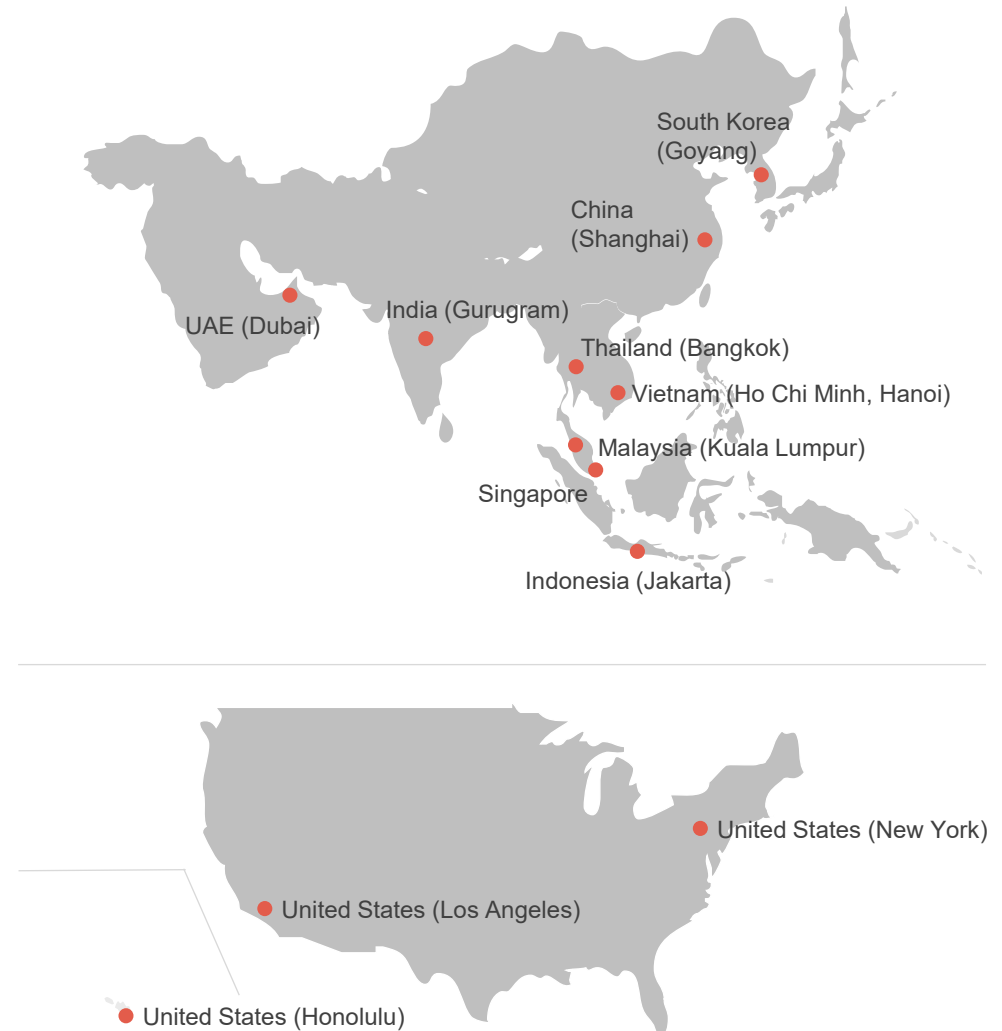 South Korea
(Goyang)
China
(Shanghai)
India (Gurugram)
UAE (Dubai)
Thailand (Bangkok)
Vietnam (Ho Chi Minh, Hanoi)
Malaysia (Kuala Lumpur)
Singapore
Indonesia (Jakarta)
United States (New York)
United States (Los Angeles)
United States (Honolulu)